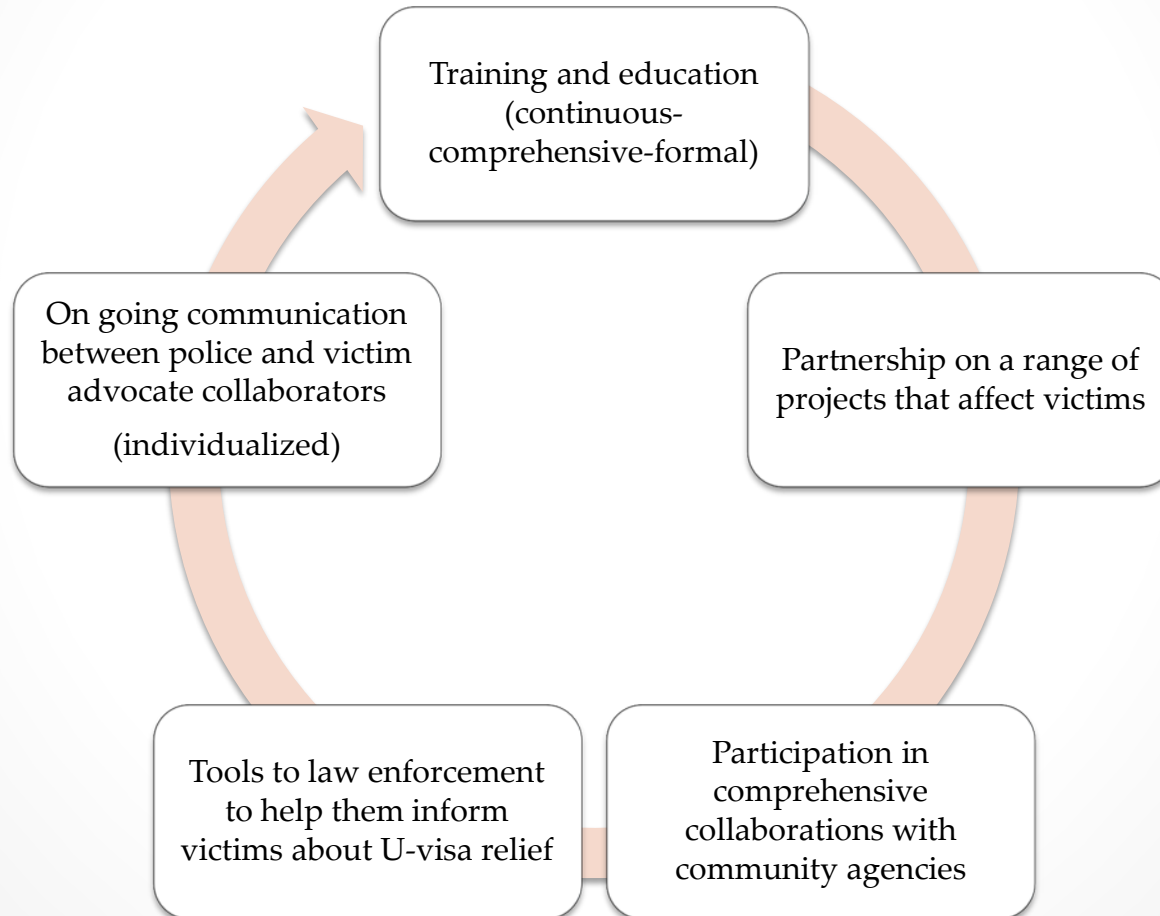 Training and education
(continuous-
comprehensive-formal)
Partnership on a range of
projects that affect victims
Participation in
comprehensive
collaborations with
community agencies
Tools to law enforcement
to help them inform
victims about U-visa relief
On going communication
between police and victim
advocate collaborators
(individualized)